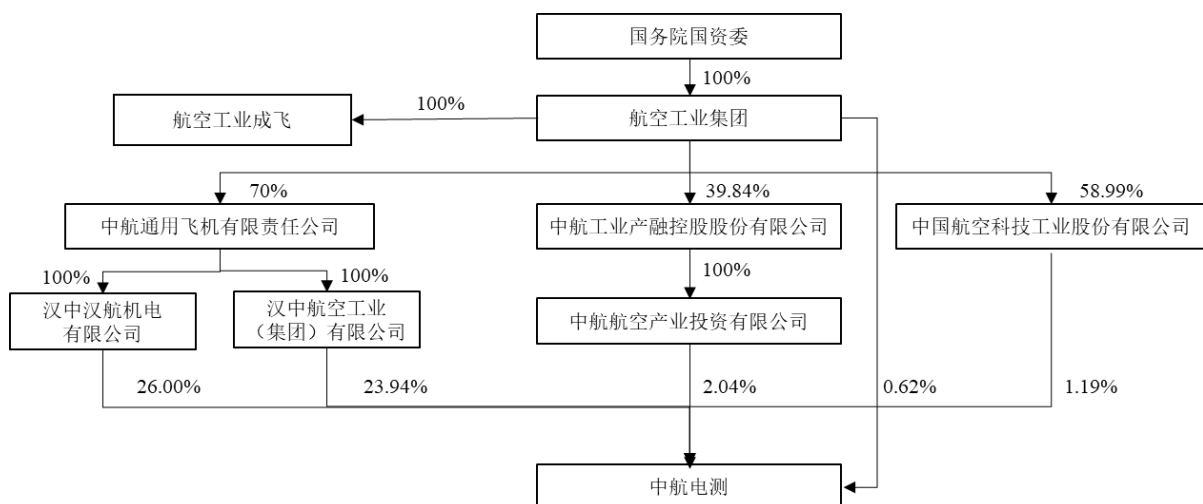 国务院国资委
100%
100%
航空工业成飞
航空工业集团
70%
39.84%
58.99%
中航通用飞机有限责任公司
中航工业产融控股股份有限公司
中国航空科技工业股份有限公司
100%
100%
100%
汉中汉航机电
有限公司
汉中航空工业
（集团）有限公司
中航航空产业投资有限公司
26.00%
23.94%
2.04%
0.62%
1.19%
中航电测